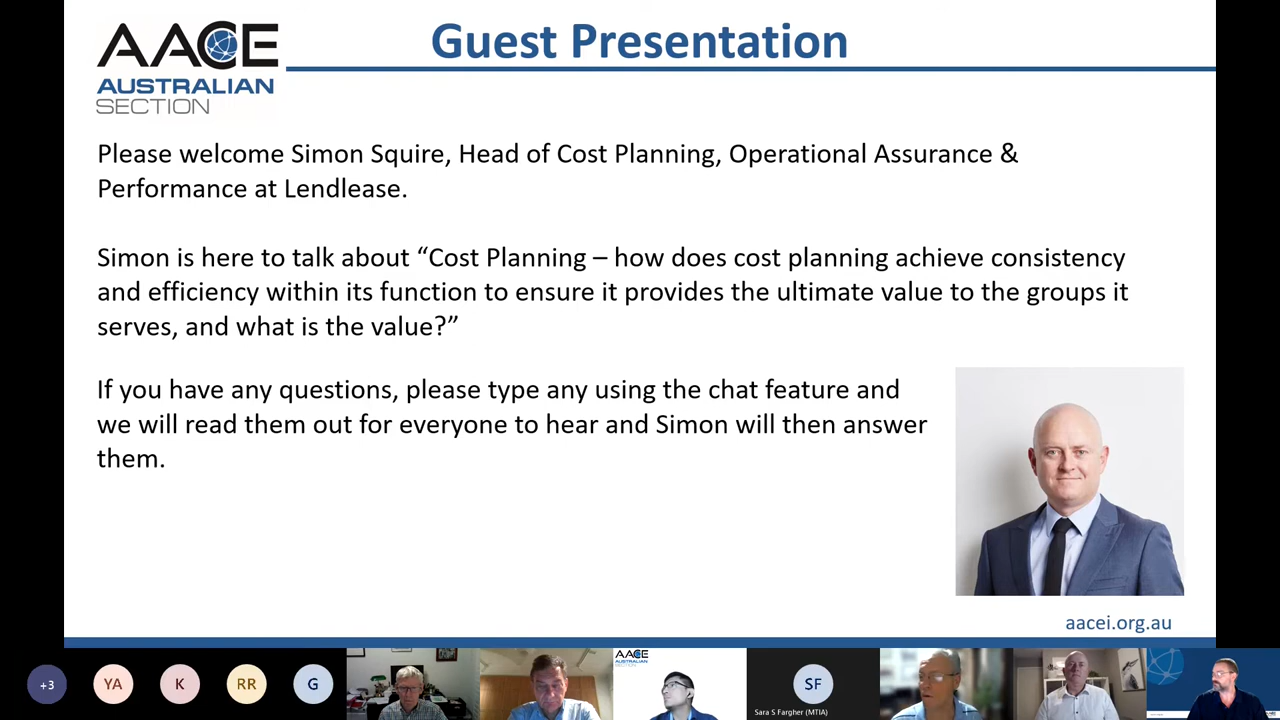 AACE
AUSTRALIAN
SECTION
Guest Presentation
Please welcome Simon Squire, Head of Cost Planning, Operational Assurance &
Performance at Lendlease.
Simon is here to talk about “Cost Planning – how does cost planning achieve consistency
and efficiency within its function to ensure it provides the ultimate value to the groups it
serves, and what is the value?”
If you have any questions, please type any using the chat feature and
we will read them out for everyone to hear and Simon will then answer
them.
aacei.org.au
+3
YA
K
RR
G
AACE
AUSTRALIAN
SECTION
SF
Sara S Fargher (MTIA)